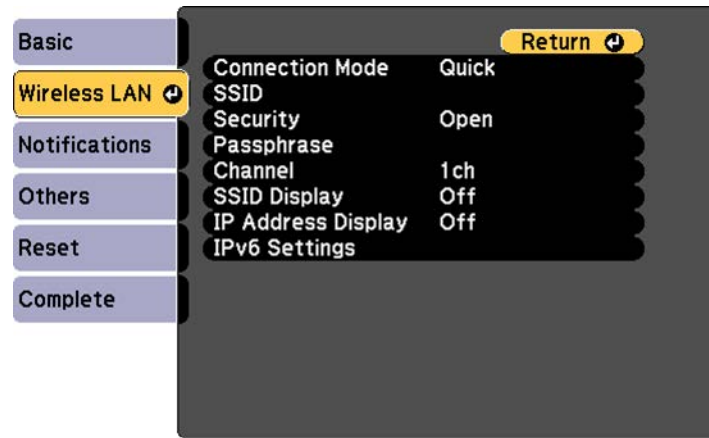 Basic
Wireless LAN
Notifications
Others
Reset
Complete
Return
Connection Mode Quick
SSID
Security Open
Passphrase
Channel 1ch
SSID Display Off
IP Address Display Off
IPv6 Settings